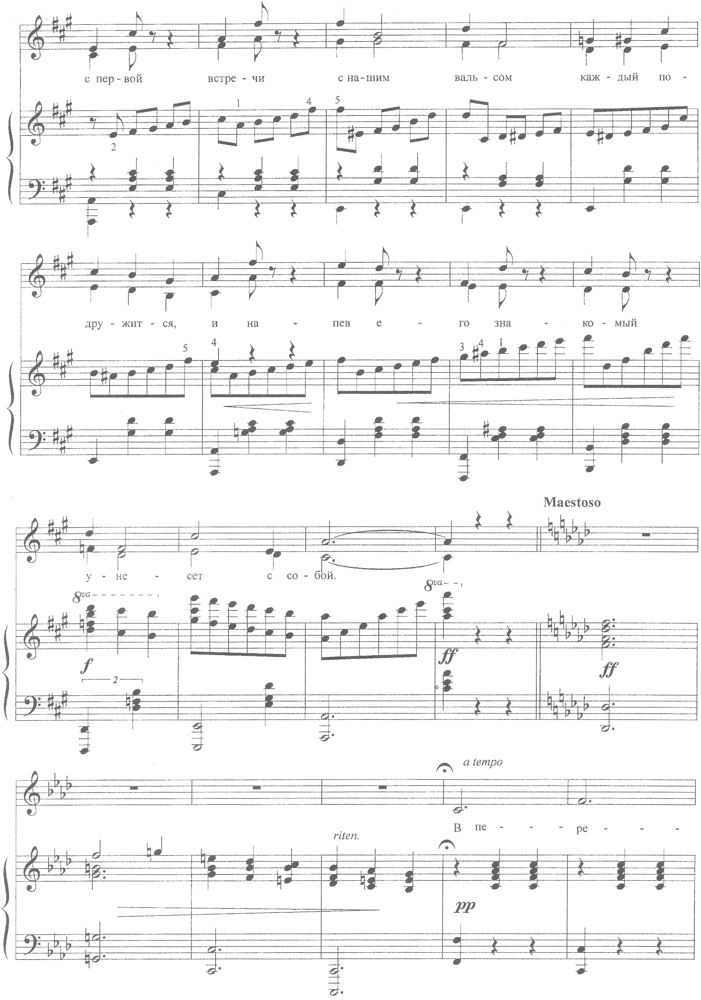 с пер - вой встре - чи с на - шим валь - сом каж - дый по -
1 4 5
2
дру - жит - ся, и на - пев е - го зна - ко - мый
5 4 3 4 1
Maestoso
у - не - сет с со - бой.
8va
8va
f ff ff
2
a tempo
В пе - - - ре - - -
riten.
pp